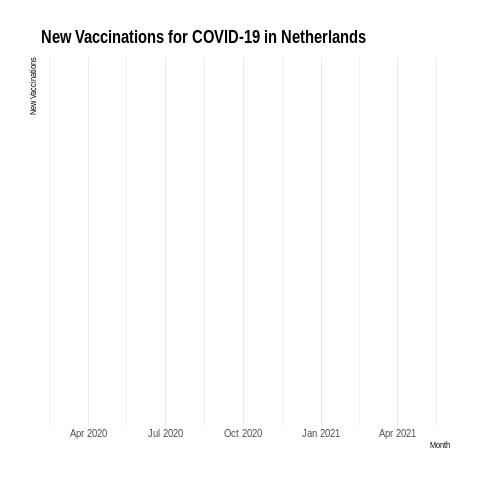 New Vaccinations for COVID-19 in Netherlands
New Vaccinations
Apr 2020 Jul 2020 Oct 2020 Jan 2021 Apr 2021
Month